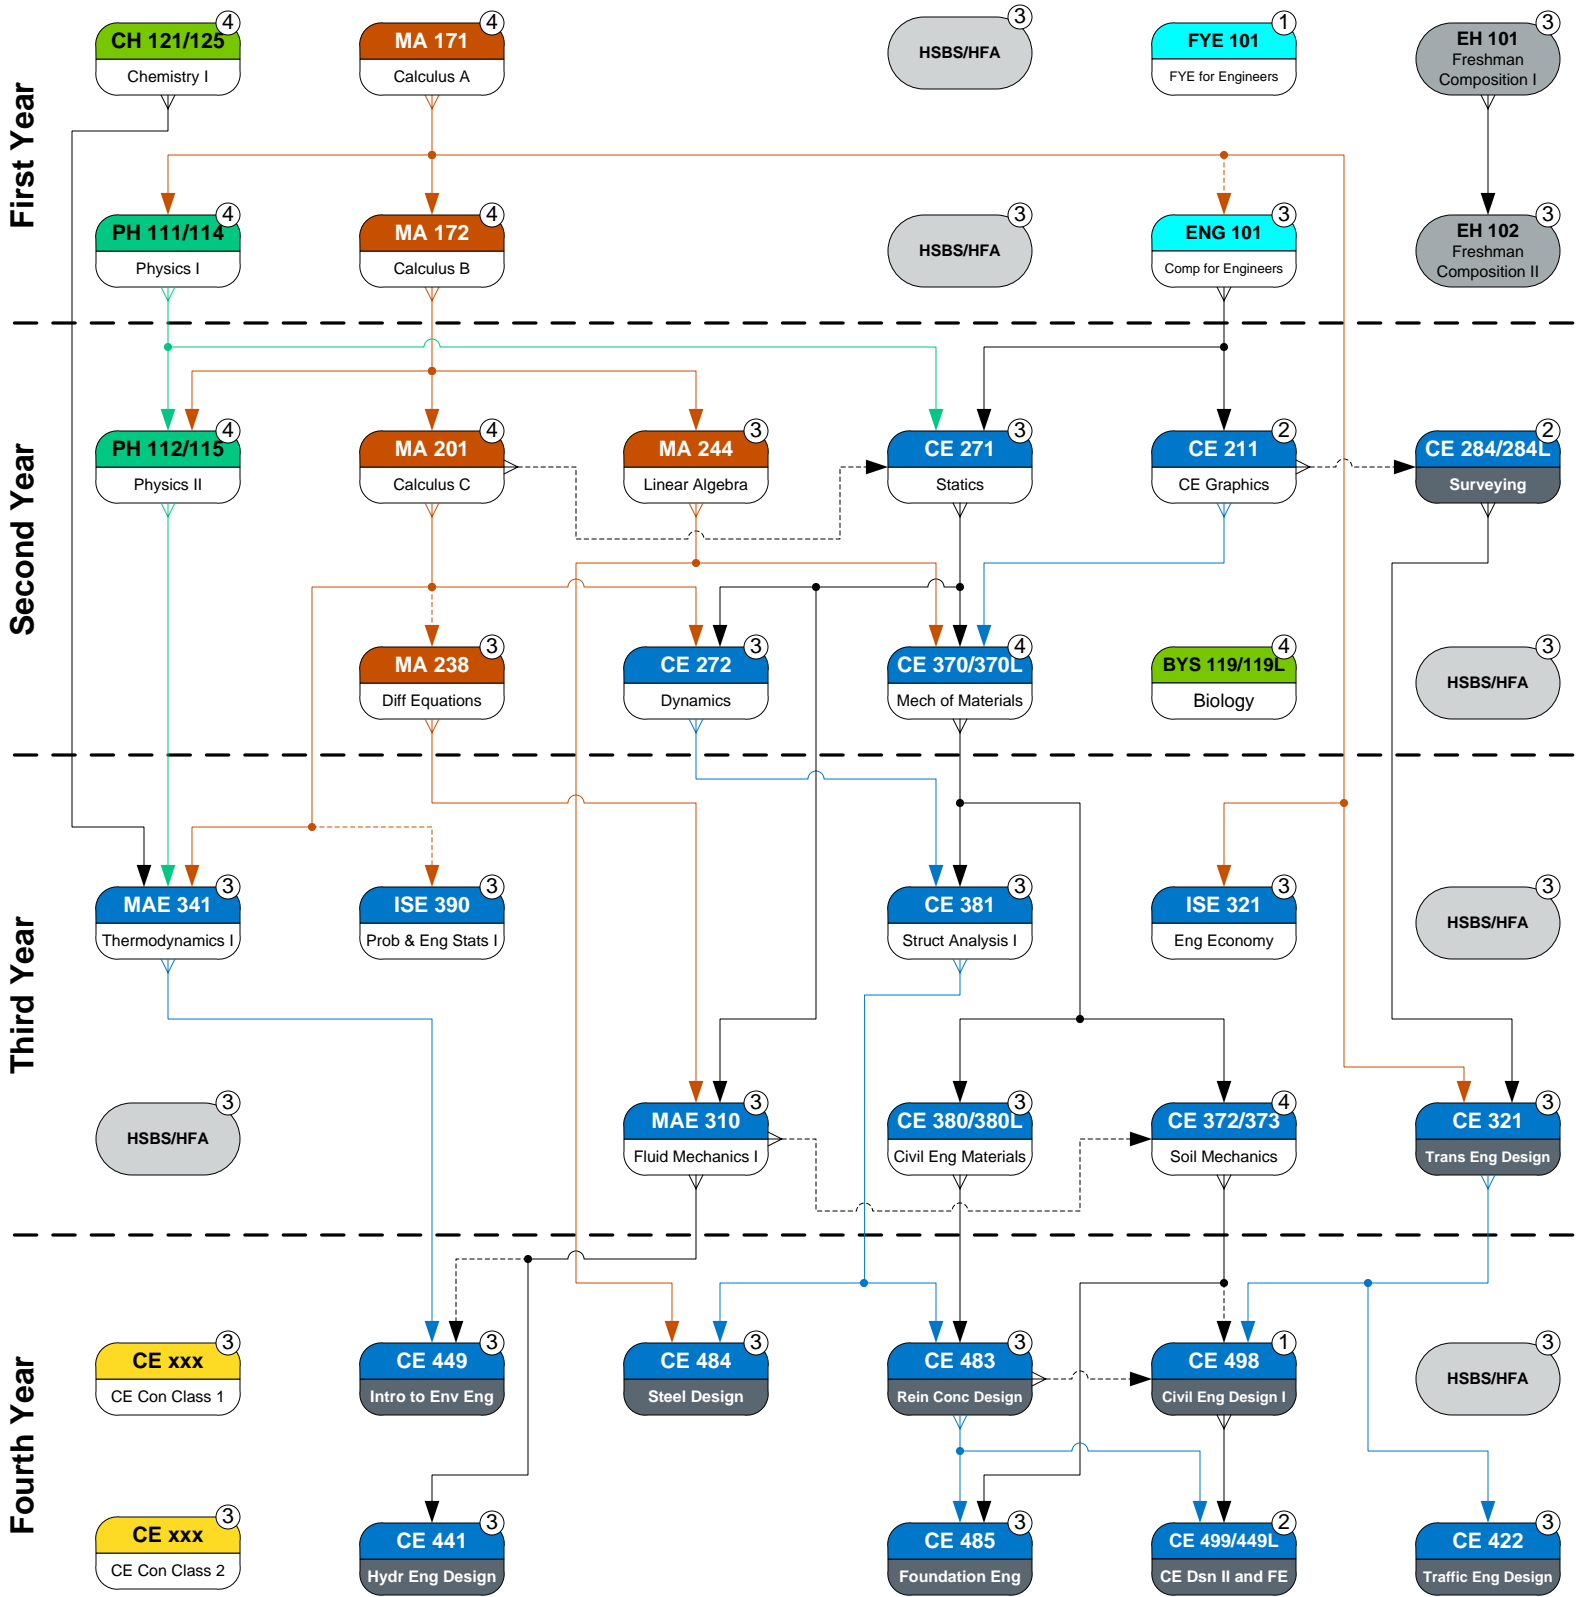 First Year
CH 121/125
4
Chemistry I
MA 171
4
Calculus A
HSBS/HFA
3
FYE 101
1
FYE for Engineers
EH 101
3
Freshman
Composition I
PH 111/114
4
Physics I
MA 172
4
Calculus B
HSBS/HFA
3
ENG 101
3
Comp for Engineers
EH 102
3
Freshman
Composition II
Second Year
PH 112/115
4
Physics II
MA 201
4
Calculus C
MA 244
3
Linear Algebra
CE 271
3
Statics
CE 211
2
CE Graphics
CE 284/284L
2
Surveying
MA 238
3
Diff Equations
CE 272
3
Dynamics
CE 370/370L
4
Mech of Materials
BYS 119/119L
4
Biology
HSBS/HFA
3
Third Year
MAE 341
3
Thermodynamics I
ISE 390
3
Prob & Eng Stats I
CE 381
3
Struct Analysis I
ISE 321
3
Eng Economy
HSBS/HFA
3
HSBS/HFA
3
MAE 310
3
Fluid Mechanics I
CE 380/380L
3
Civil Eng Materials
CE 372/373
4
Soil Mechanics
CE 321
3
Trans Eng Design
Fourth Year
CE xxx
3
CE Con Class 1
CE 449
3
Intro to Env Eng
CE 484
3
Steel Design
CE 483
3
Rein Conc Design
CE 498
1
Civil Eng Design I
HSBS/HFA
3
CE xxx
3
CE Con Class 2
CE 441
3
Hydr Eng Design
CE 485
3
Foundation Eng
CE 499/449L
2
CE Dsn II and FE
CE 422
3
Traffic Eng Design